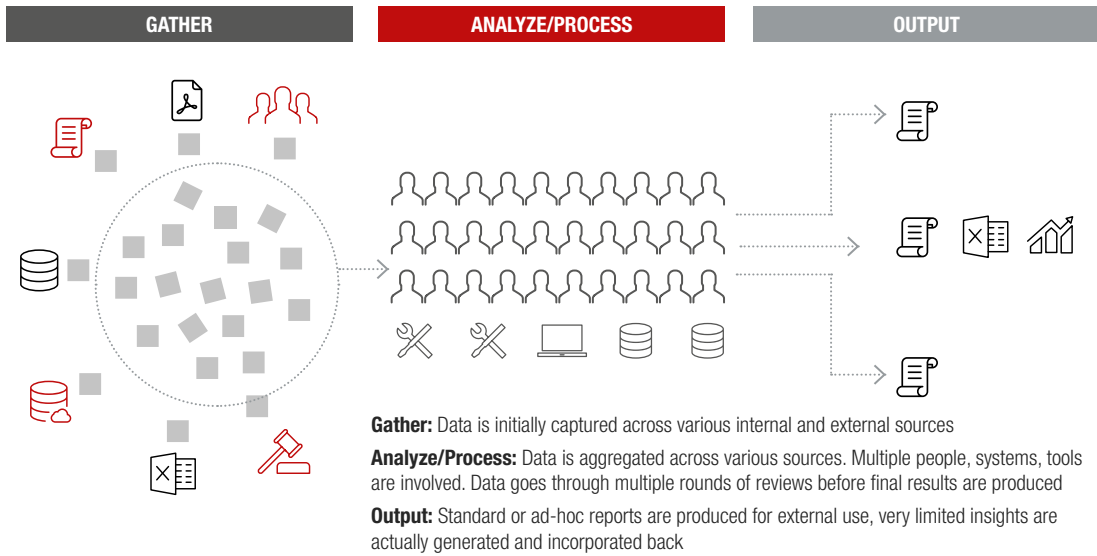 GATHER
ANALYZE/PROCESS
OUTPUT
X
X
Gather: Data is initially captured across various internal and external sources
Analyze/Process: Data is aggregated across various sources. Multiple people, systems, tools
are involved. Data goes through multiple rounds of reviews before final results are produced
Output: Standard or ad-hoc reports are produced for external use, very limited insights are
actually generated and incorporated back